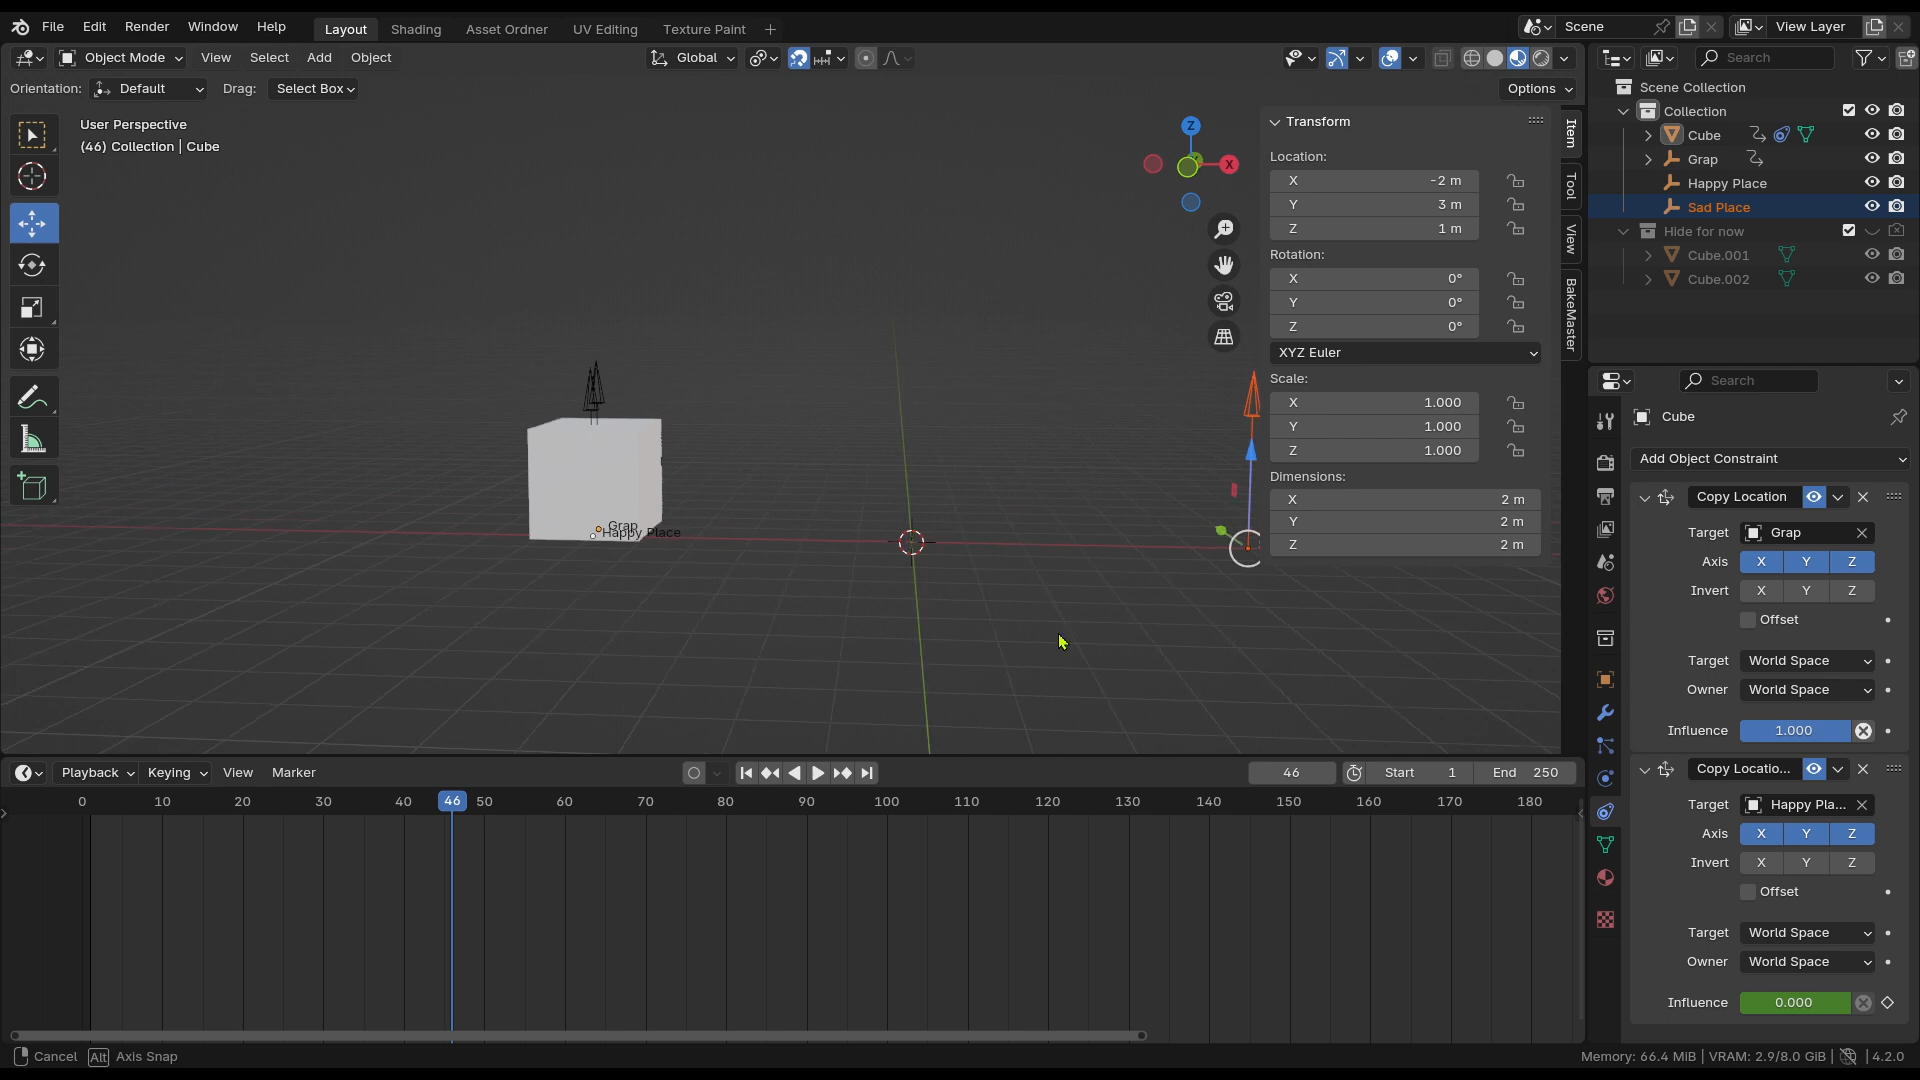 File Edit Render Window Help Layout Shading Asset Ordner UV Editing Texture Paint + Scene View Layer
Object Mode View Select Add Object Global Search
Orientation: Default Drag: Select Box Options
User Perspective
(46) Collection | Cube
Z
X
Grap
Happy Place
Transform
Location:
X -2 m
Y 3 m
Z 1 m
Rotation:
X 0°
Y 0°
Z 0°
XYZ Euler
Scale:
X 1.000
Y 1.000
Z 1.000
Dimensions:
X 2 m
Y 2 m
Z 2 m
Item
Tool
View
BakeMaster
Scene Collection
Collection
Cube
Grap
Happy Place
Sad Place
Hide for now
Cube.001
Cube.002
Search
Cube
Add Object Constraint
Copy Location
Target Grap
Axis X Y Z
Invert X Y Z
Offset
Target World Space
Owner World Space
Influence 1.000
Copy Locatio...
Target Happy Pla...
Axis X Y Z
Invert X Y Z
Offset
Target World Space
Owner World Space
Influence 0.000
Playback Keying View Marker 46 Start 1 End 250
0 10 20 30 40 46 50 60 70 80 90 100 110 120 130 140 150 160 170 180
Cancel Alt Axis Snap Memory: 66.4 MiB | VRAM: 2.9/8.0 GiB | 4.2.0